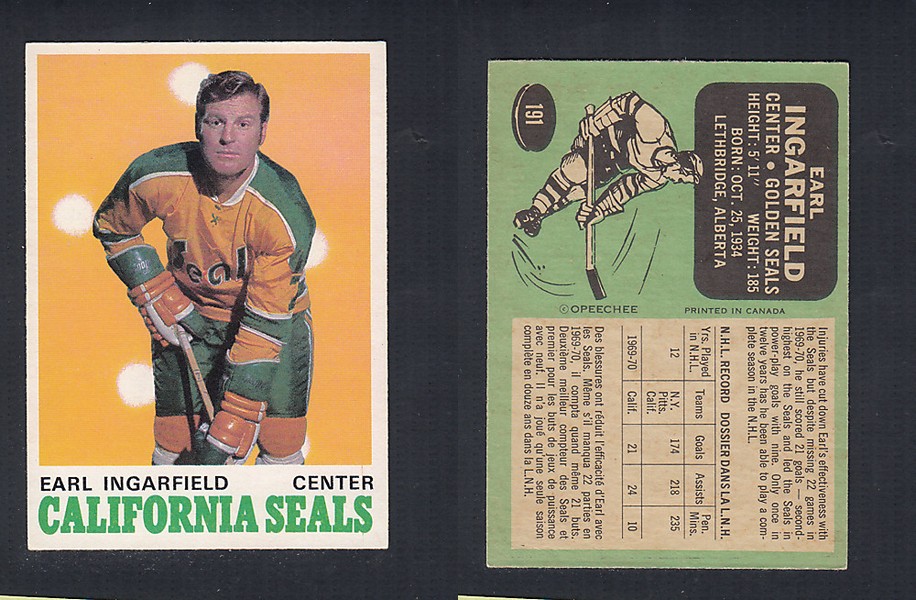 Seals
EARL INGARFIELD CENTER
CALIFORNIA SEALS
191
EARL
INGARFIELD
CENTER • GOLDEN SEALS
HEIGHT: 5'11" WEIGHT: 185
BORN: OCT. 25, 1934
LETHBRIDGE, ALBERTA
© OPEECHEE PRINTED IN CANADA
Injuries have cut down Earl's effectiveness with
the Seals but despite missing 22 games in
1969-70, he still scored 21 goals — second-
highest on the Seals and led the Seals in
power-play goals with nine. Only once in
twelve years has he been able to play a com-
plete season in the N.H.L.
N.H.L. RECORD DOSSIER DANS LA L.N.H.
Yrs. Played in N.H.L. Teams Goals Assists Pen. Mins.
12 N.Y. Pitts. Calif. 174 218 235
1969-70 Calif. 21 24 10
Des blessures ont réduit l'efficacité d'Earl avec
les Seals. Même s'il manqua 22 parties en
1969-70, il compta quand même 21 buts.
Deuxième meilleur compteur des Seals et
premier pour les buts de jeux de puissance
avec neuf. Il n'a joué qu'une seule saison
complète en douze ans dans la L.N.H.